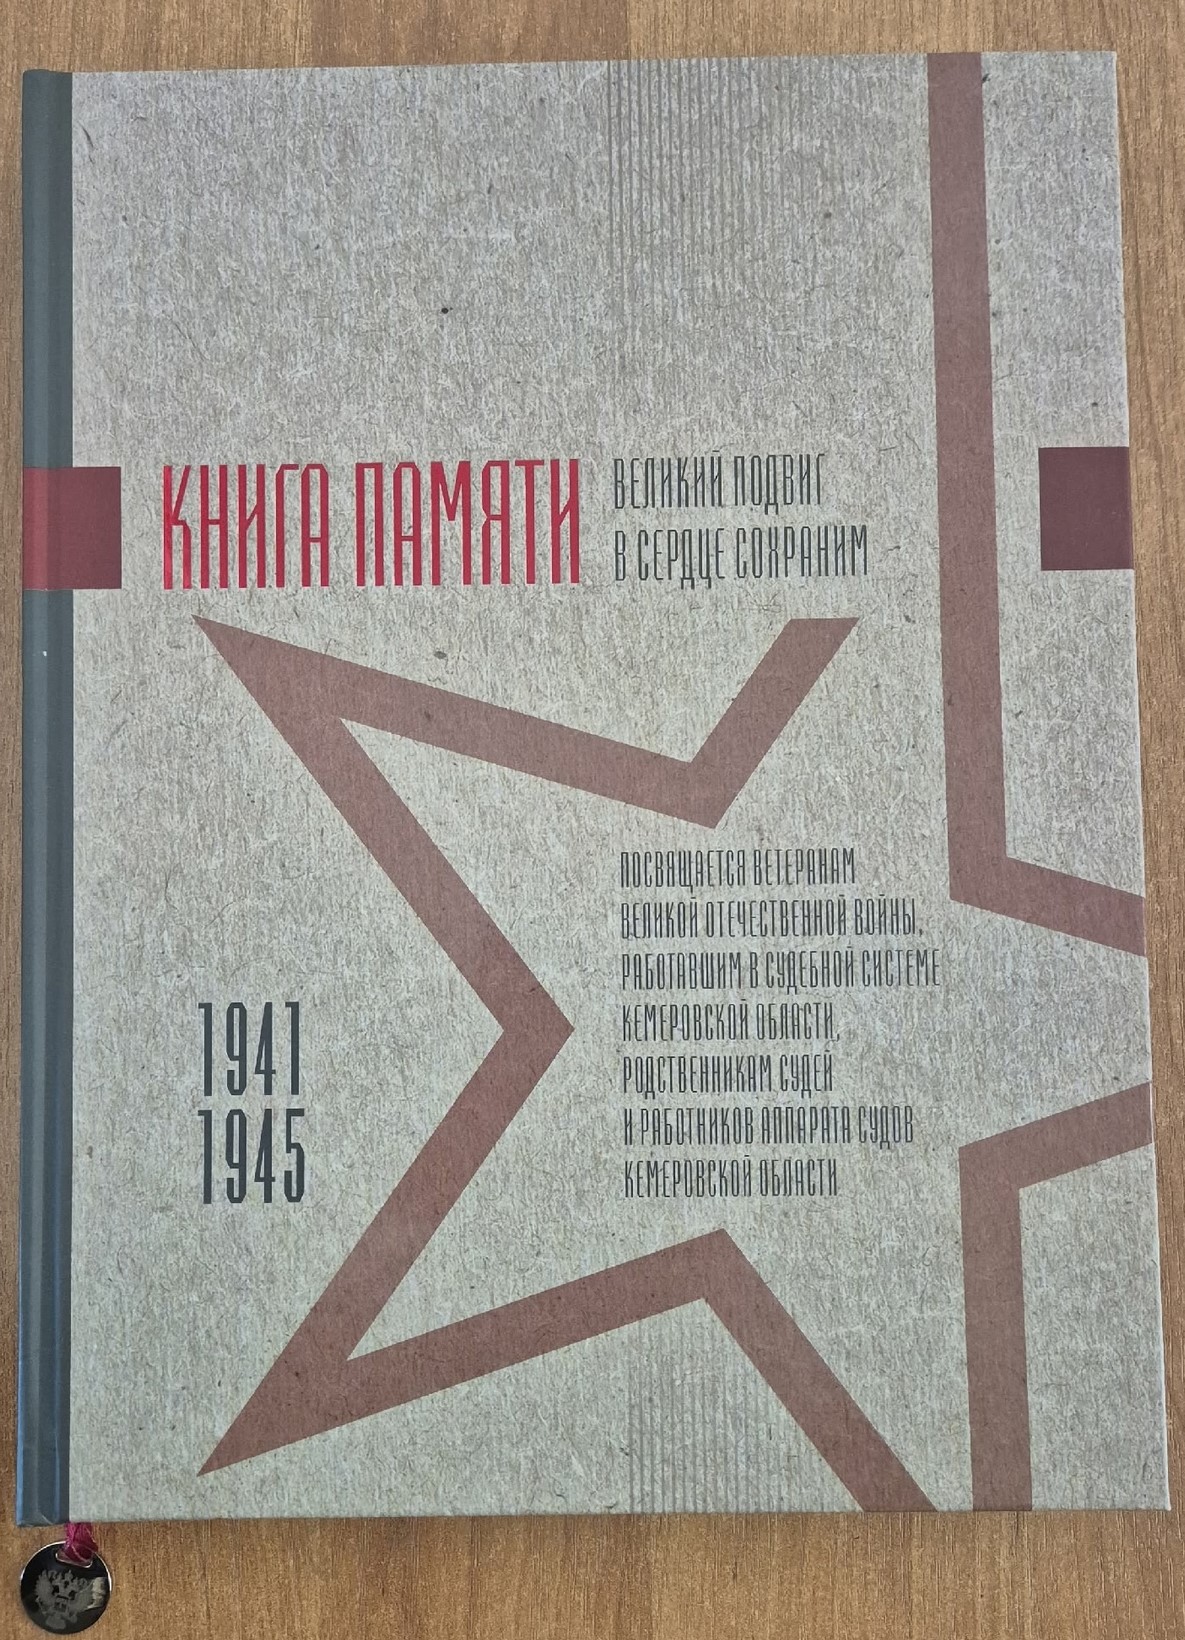 КНИГА ПАМЯТИ
ВЕЛИКИЙ ПОДВИГ
В СЕРДЦЕ СОХРАНИМ
ПОСВЯЩАЕТСЯ ВЕТЕРАНАМ
ВЕЛИКОЙ ОТЕЧЕСТВЕННОЙ ВОЙНЫ,
РАБОТАВШИМ В СУДЕБНОЙ СИСТЕМЕ
КЕМЕРОВСКОЙ ОБЛАСТИ,
РОДСТВЕННИКАМ СУДЕЙ
И РАБОТНИКОВ АППАРАТА СУДОВ
КЕМЕРОВСКОЙ ОБЛАСТИ
1941
1945